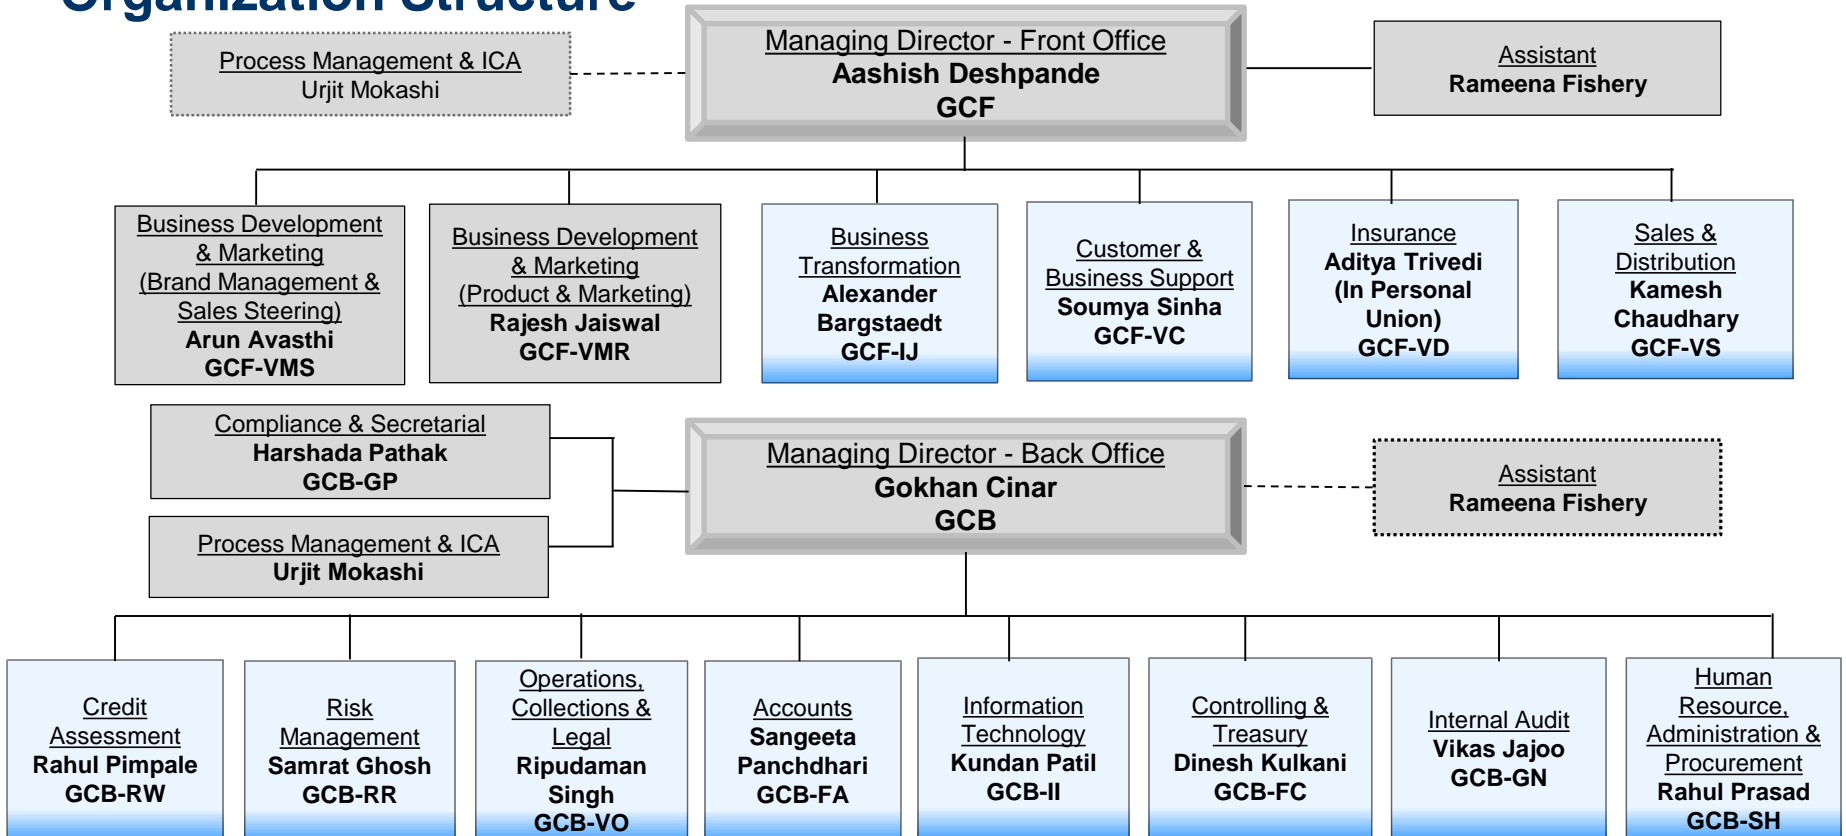 Organization Structure
Process Management & ICA
Urjit Mokashi
Managing Director - Front Office
Aashish Deshpande
GCF
Assistant
Rameena Fishery
Business Development
& Marketing
(Brand Management &
Sales Steering)
Arun Avasthi
GCF-VMS
Business Development
& Marketing
(Product & Marketing)
Rajesh Jaiswal
GCF-VMR
Business
Transformation
Alexander
Bargstaedt
GCF-IJ
Customer &
Business Support
Soumya Sinha
GCF-VC
Insurance
Aditya Trivedi
(In Personal
Union)
GCF-VD
Sales &
Distribution
Kamesh
Chaudhary
GCF-VS
Compliance & Secretarial
Harshada Pathak
GCB-GP
Process Management & ICA
Urjit Mokashi
Managing Director - Back Office
Gokhan Cinar
GCB
Assistant
Rameena Fishery
Credit
Assessment
Rahul Pimpale
GCB-RW
Risk
Management
Samrat Ghosh
GCB-RR
Operations,
Collections &
Legal
Ripudaman
Singh
GCB-VO
Accounts
Sangeeta
Panchdhari
GCB-FA
Information
Technology
Kundan Patil
GCB-II
Controlling &
Treasury
Dinesh Kulkani
GCB-FC
Internal Audit
Vikas Jajoo
GCB-GN
Human
Resource,
Administration &
Procurement
Rahul Prasad
GCB-SH